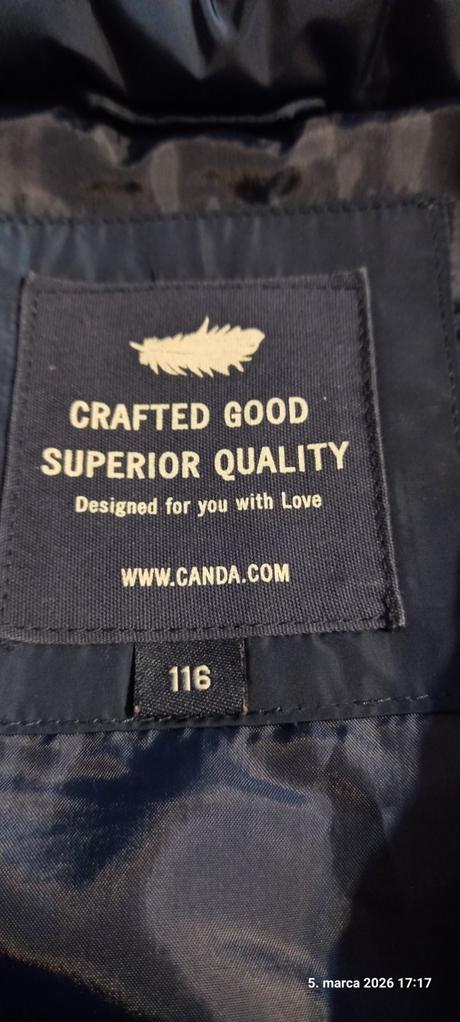 CRAFTED GOOD
SUPERIOR QUALITY
Designed for you with Love
WWW.CANDA.COM
116
5. marca 2026 17:17